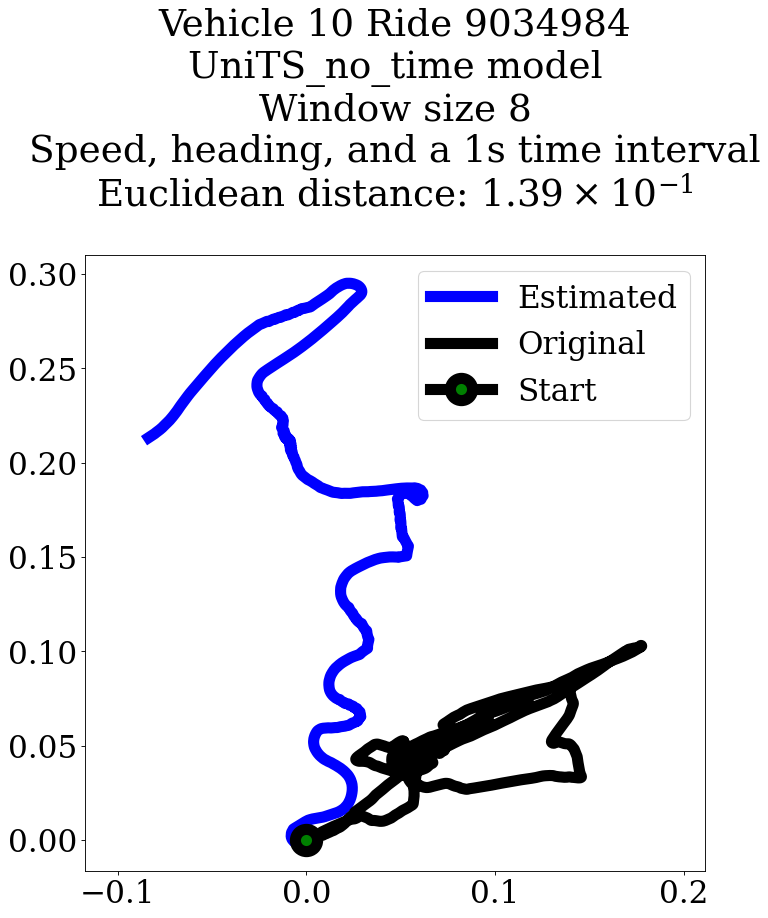 Vehicle 10 Ride 9034984
UniTS_no_time model
Window size 8
Speed, heading, and a 1s time interval
Euclidean distance: 1.39 × 10⁻¹
Estimated
Original
Start
0.30
0.25
0.20
0.15
0.10
0.05
0.00
−0.1 0.0 0.1 0.2